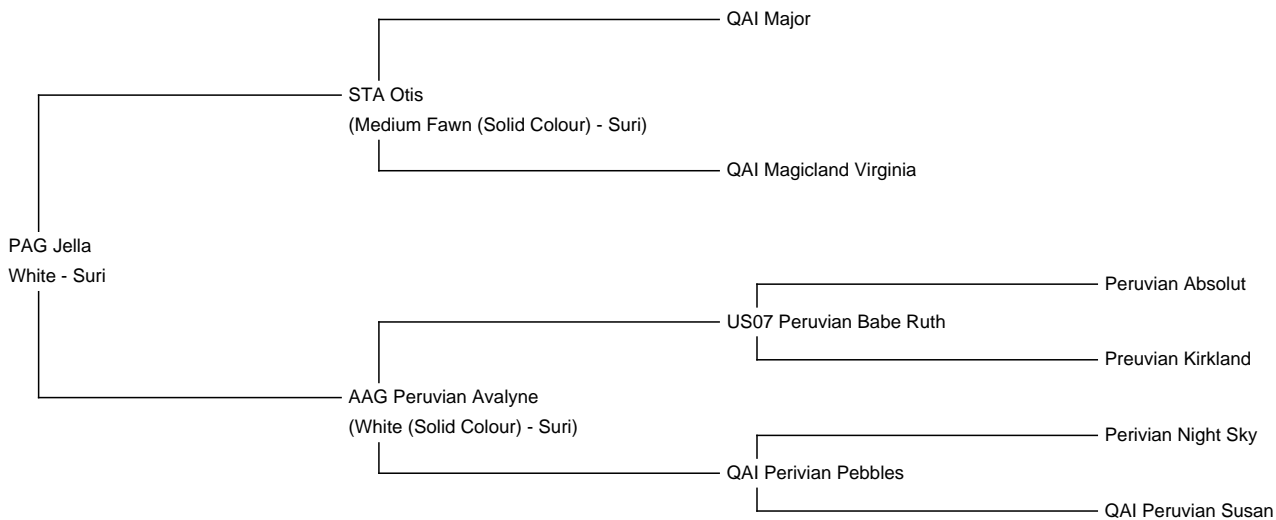 QAI Major
STA Otis
(Medium Fawn (Solid Colour) - Suri)
QAI Magicland Virginia
PAG Jella
White - Suri
Peruvian Absolut
US07 Peruvian Babe Ruth
Preuvian Kirkland
AAG Peruvian Avalyne
(White (Solid Colour) - Suri)
Perivian Night Sky
QAI Perivian Pebbles
QAI Peruvian Susan